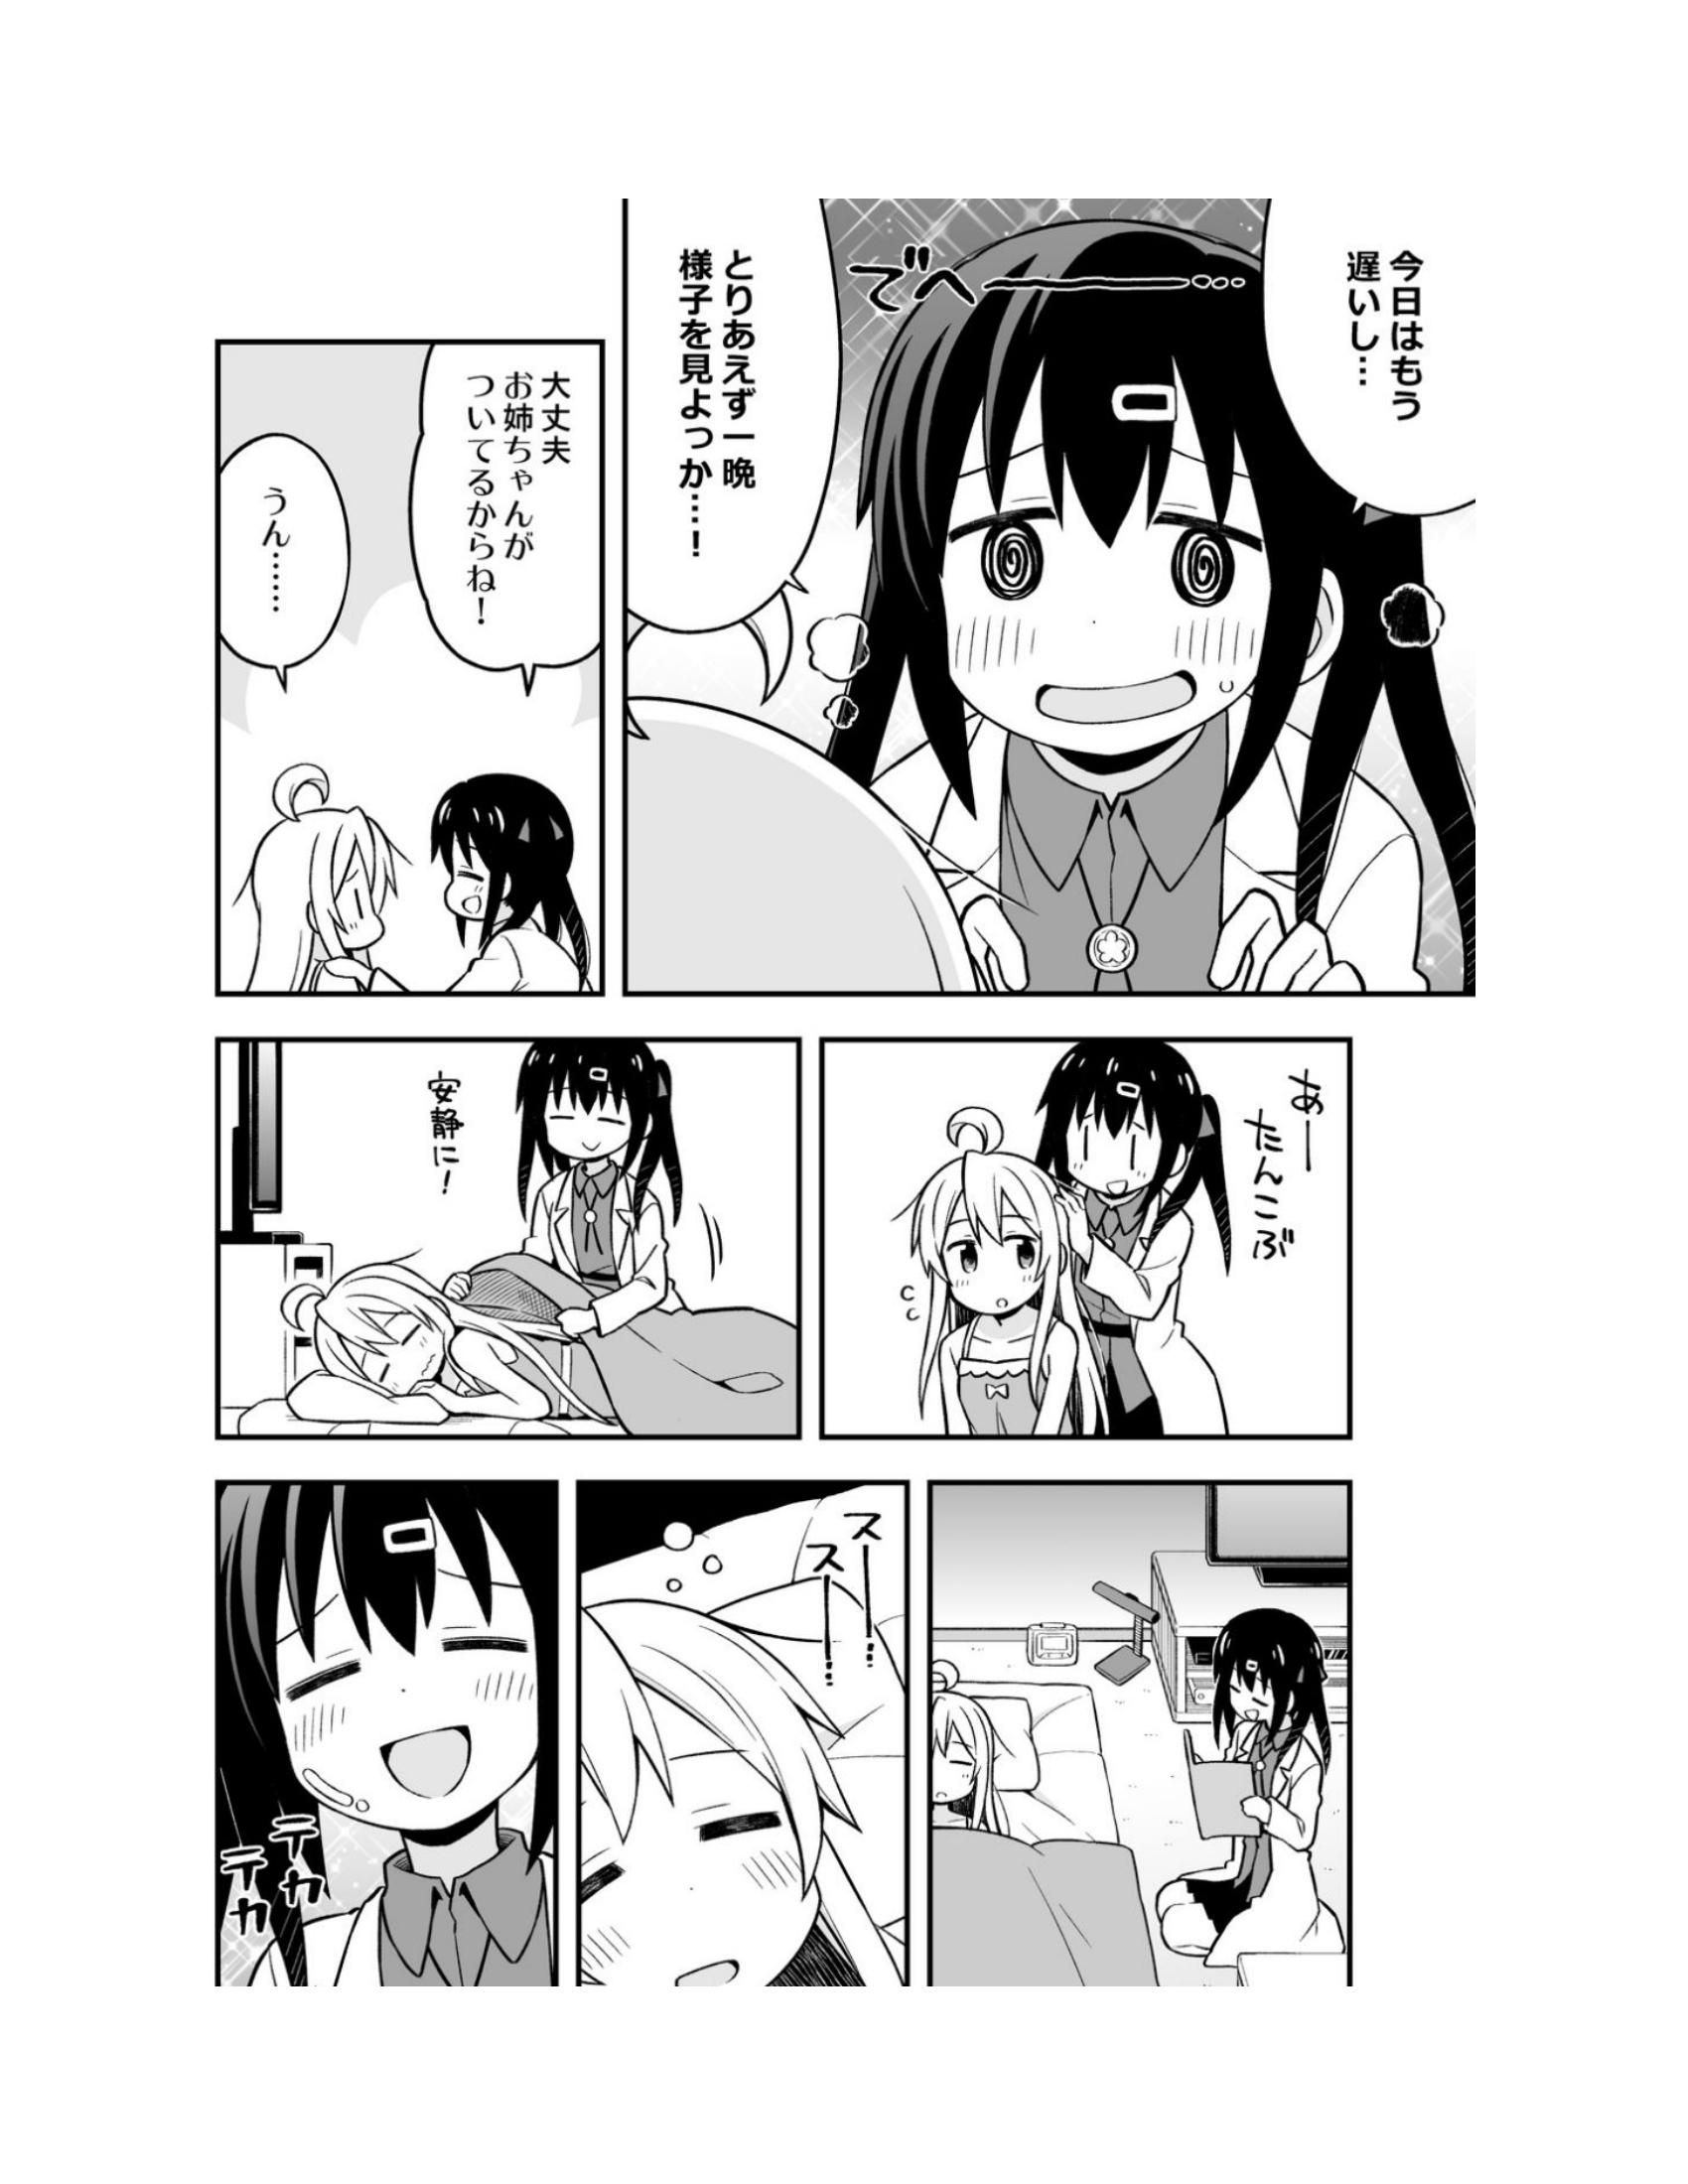 今日はもう
遅いし…
でへーーー…
とりあえず一晩
様子を見よっか…！
大丈夫
お姉ちゃんが
ついてるからね！
うん……
あー
たんこぶ
安静に！
スー…
スー…
テカ
テカ